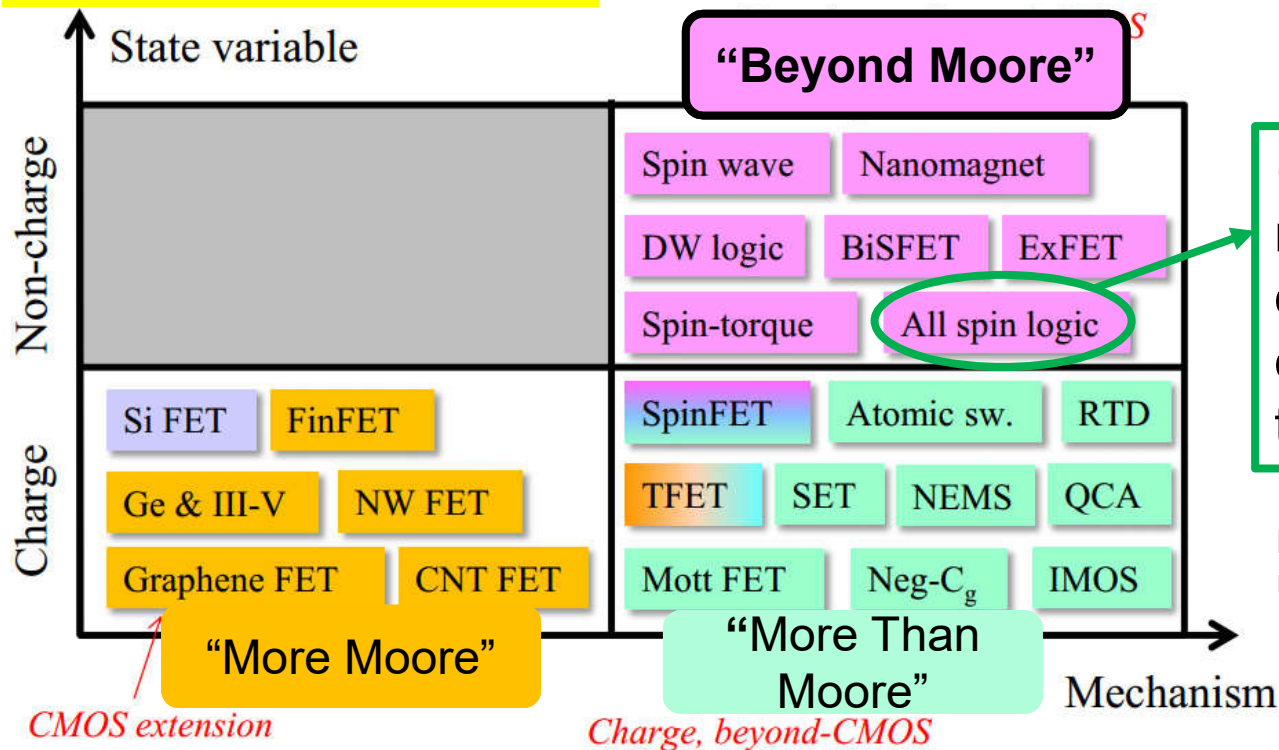 State variable
“Beyond Moore”
Non-charge
Spin wave
Nanomagnet
DW logic
BiSFET
ExFET
Spin-torque
All spin logic
Charge
Si FET
FinFET
Ge & III-V
NW FET
Graphene FET
CNT FET
SpinFET
Atomic sw.
RTD
TFET
SET
NEMS
QCA
Mott FET
Neg-Cg
IMOS
“More Moore”
“More Than
Moore”
Mechanism
CMOS extension
Charge, beyond-CMOS